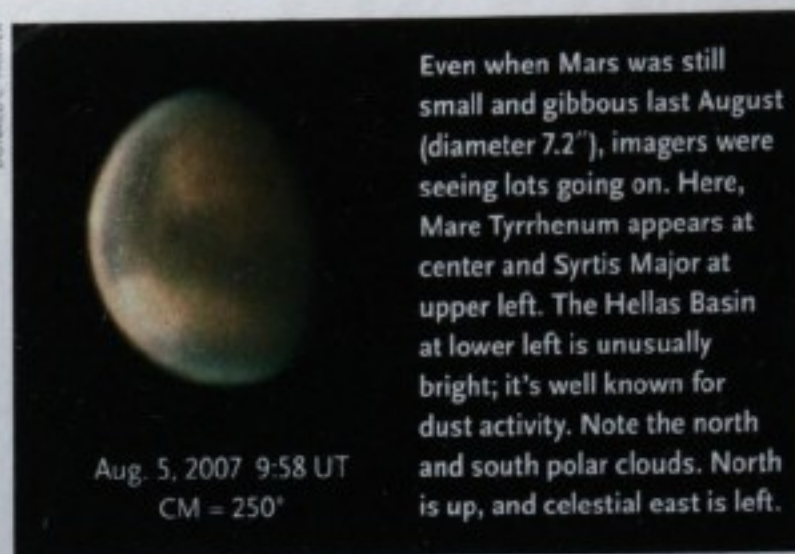 Even when Mars was still
small and gibbous last August
(diameter 7.2″), imagers were
seeing lots going on. Here,
Mare Tyrrhenum appears at
center and Syrtis Major at
upper left. The Hellas Basin
at lower left is unusually
bright; it's well known for
dust activity. Note the north
and south polar clouds. North
is up, and celestial east is left.
Aug. 5, 2007 9:58 UT
CM = 250°